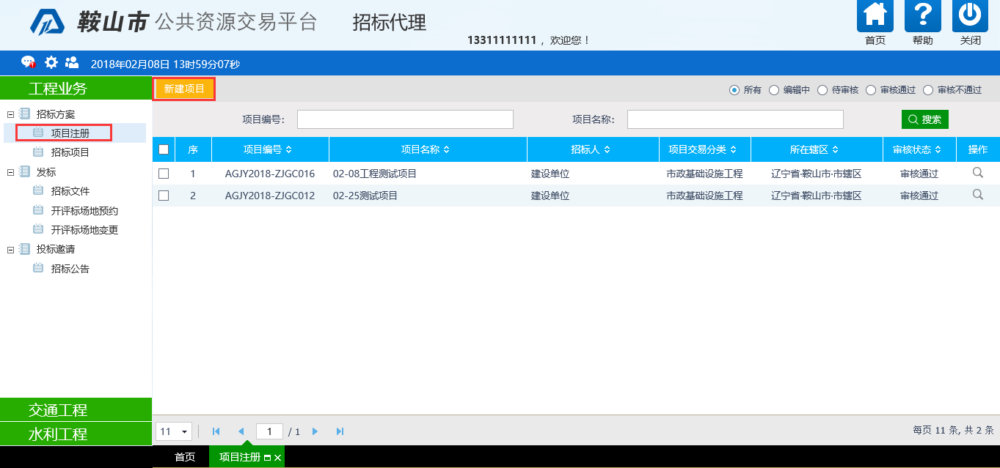 鞍山市 公共资源交易平台 招标代理
13311111111 ，欢迎您！
首页 帮助 关闭
2018年02月08日 13时59分07秒
工程业务
招标方案
项目注册
招标项目
发标
招标文件
开评标场地预约
开评标场地变更
投标邀请
招标公告
交通工程
水利工程
新建项目
所有 编辑中 待审核 审核通过 审核不通过
项目编号： 项目名称： 搜索
序 项目编号 项目名称 招标人 项目交易分类 所在辖区 审核状态 操作
1 AGJY2018-ZJGC016 02-08工程测试项目 建设单位 市政基础设施工程 辽宁省·鞍山市·市辖区 审核通过
2 AGJY2018-ZJGC012 02-25测试项目 建设单位 市政基础设施工程 辽宁省·鞍山市·市辖区 审核通过
11 1 / 1 每页 11 条, 共 2 条
首页 项目注册